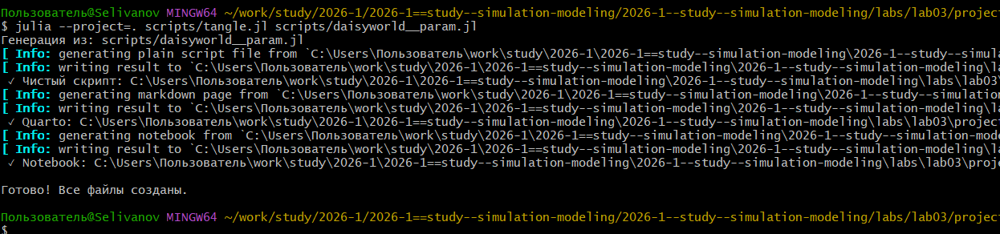 Пользователь@Selivanov MINGW64 ~/work/study/2026-1/2026-1==study--simulation-modeling/2026-1--study--simulation-modeling/labs/lab03/project
$ julia --project=. scripts/tangle.jl scripts/daisyworld__param.jl
Генерация из: scripts/daisyworld__param.jl
[ Info: generating plain script file from `C:\Users\Пользователь\work\study\2026-1\2026-1==study--simulation-modeling\2026-1--study--simula
[ Info: writing result to `C:\Users\Пользователь\work\study\2026-1\2026-1==study--simulation-modeling\2026-1--study--simulation-modeling\la
✓ Чистый скрипт: C:\Users\Пользователь\work\study\2026-1\2026-1==study--simulation-modeling\2026-1--study--simulation-modeling\labs\lab03\
[ Info: generating markdown page from `C:\Users\Пользователь\work\study\2026-1\2026-1==study--simulation-modeling\2026-1--study--simulation
[ Info: writing result to `C:\Users\Пользователь\work\study\2026-1\2026-1==study--simulation-modeling\2026-1--study--simulation-modeling\la
✓ Quarto: C:\Users\Пользователь\work\study\2026-1\2026-1==study--simulation-modeling\2026-1--study--simulation-modeling\labs\lab03\project
[ Info: generating notebook from `C:\Users\Пользователь\work\study\2026-1\2026-1==study--simulation-modeling\2026-1--study--simulation-mode
[ Info: writing result to `C:\Users\Пользователь\work\study\2026-1\2026-1==study--simulation-modeling\2026-1--study--simulation-modeling\la
✓ Notebook: C:\Users\Пользователь\work\study\2026-1\2026-1==study--simulation-modeling\2026-1--study--simulation-modeling\labs\lab03\proje
Готово! Все файлы созданы.
Пользователь@Selivanov MINGW64 ~/work/study/2026-1/2026-1==study--simulation-modeling/2026-1--study--simulation-modeling/labs/lab03/project
$